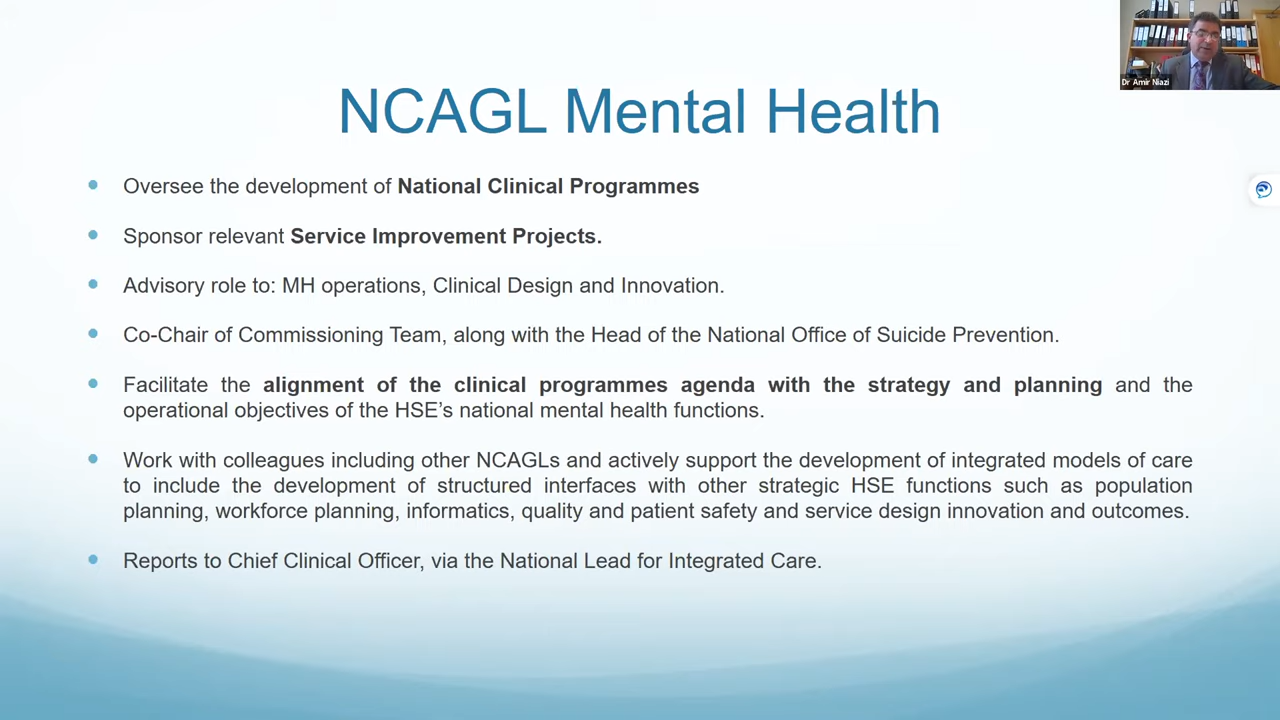 Dr Amir Niazi
NCAGL Mental Health
Oversee the development of National Clinical Programmes
Sponsor relevant Service Improvement Projects.
Advisory role to: MH operations, Clinical Design and Innovation.
Co-Chair of Commissioning Team, along with the Head of the National Office of Suicide Prevention.
Facilitate the alignment of the clinical programmes agenda with the strategy and planning and the
operational objectives of the HSE’s national mental health functions.
Work with colleagues including other NCAGLs and actively support the development of integrated models of care
to include the development of structured interfaces with other strategic HSE functions such as population
planning, workforce planning, informatics, quality and patient safety and service design innovation and outcomes.
Reports to Chief Clinical Officer, via the National Lead for Integrated Care.